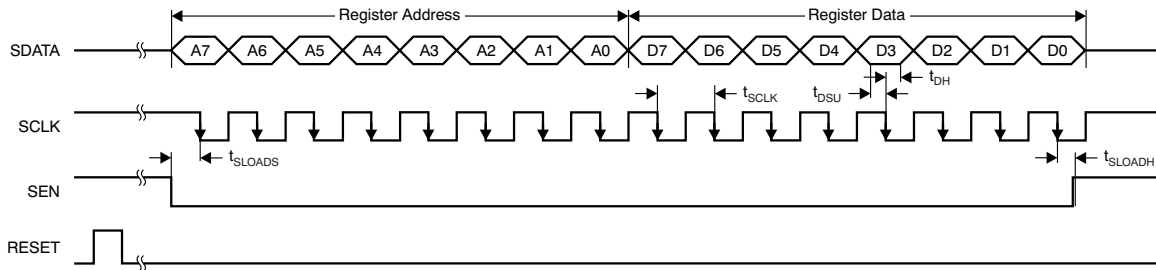 Register Address Register Data
SDATA A7 A6 A5 A4 A3 A2 A1 A0 D7 D6 D5 D4 D3 D2 D1 D0
tSCLK tDSU tDH
SCLK
tSLOADS tSLOADH
SEN
RESET